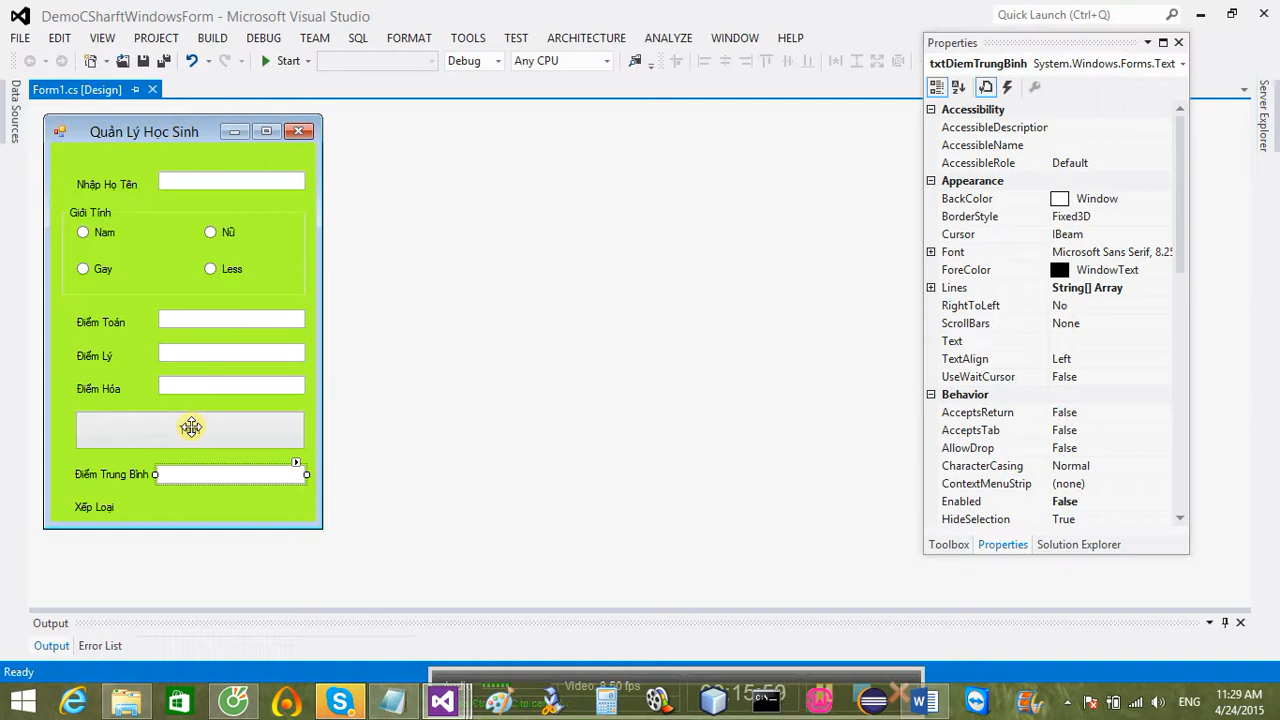 DemoCSharftWindowsForm - Microsoft Visual Studio
Quick Launch (Ctrl+Q)
FILE EDIT VIEW PROJECT BUILD DEBUG TEAM SQL FORMAT TOOLS TEST ARCHITECTURE ANALYZE WINDOW HELP
Start Debug Any CPU
Form1.cs [Design]
Data Sources
Server Explorer
Quản Lý Học Sinh
Nhập Họ Tên
Giới Tính
Nam Nữ
Gay Less
Điểm Toán
Điểm Lý
Điểm Hóa
Điểm Trung Bình
Xếp Loại
Properties
txtDiemTrungBinh System.Windows.Forms.Text
Accessibility
AccessibleDescription
AccessibleName
AccessibleRole Default
Appearance
BackColor Window
BorderStyle Fixed3D
Cursor IBeam
Font Microsoft Sans Serif, 8.25
ForeColor WindowText
Lines String[] Array
RightToLeft No
ScrollBars None
Text
TextAlign Left
UseWaitCursor False
Behavior
AcceptsReturn False
AcceptsTab False
AllowDrop False
CharacterCasing Normal
ContextMenuStrip (none)
Enabled False
HideSelection True
Toolbox Properties Solution Explorer
Output
Output Error List
Ready
Video: 8.50 fps
ENG
11:29 AM
4/24/2015